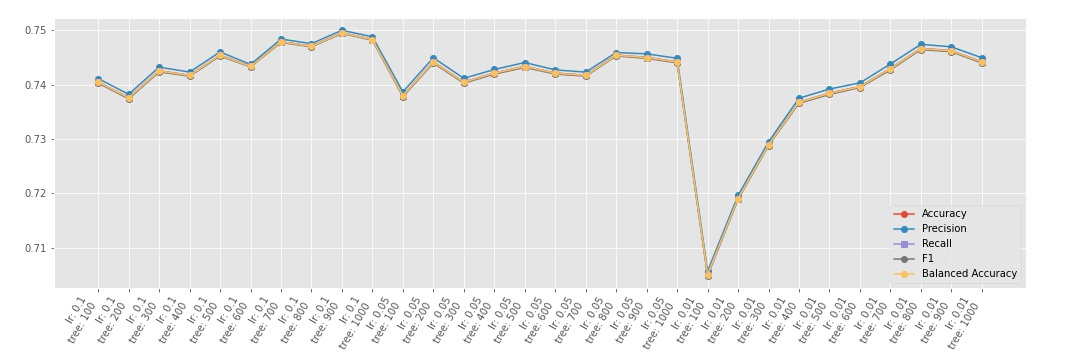 0.75
0.74
0.73
0.72
0.71
lr: 0.1
tree: 100
lr: 0.1
tree: 200
lr: 0.1
tree: 300
lr: 0.1
tree: 400
lr: 0.1
tree: 500
lr: 0.1
tree: 600
lr: 0.1
tree: 700
lr: 0.1
tree: 800
lr: 0.1
tree: 900
lr: 0.1
tree: 1000
lr: 0.05
tree: 100
lr: 0.05
tree: 200
lr: 0.05
tree: 300
lr: 0.05
tree: 400
lr: 0.05
tree: 500
lr: 0.05
tree: 600
lr: 0.05
tree: 700
lr: 0.05
tree: 800
lr: 0.05
tree: 900
lr: 0.05
tree: 1000
lr: 0.01
tree: 100
lr: 0.01
tree: 200
lr: 0.01
tree: 300
lr: 0.01
tree: 400
lr: 0.01
tree: 500
lr: 0.01
tree: 600
lr: 0.01
tree: 700
lr: 0.01
tree: 800
lr: 0.01
tree: 900
lr: 0.01
tree: 1000
Accuracy
Precision
Recall
F1
Balanced Accuracy